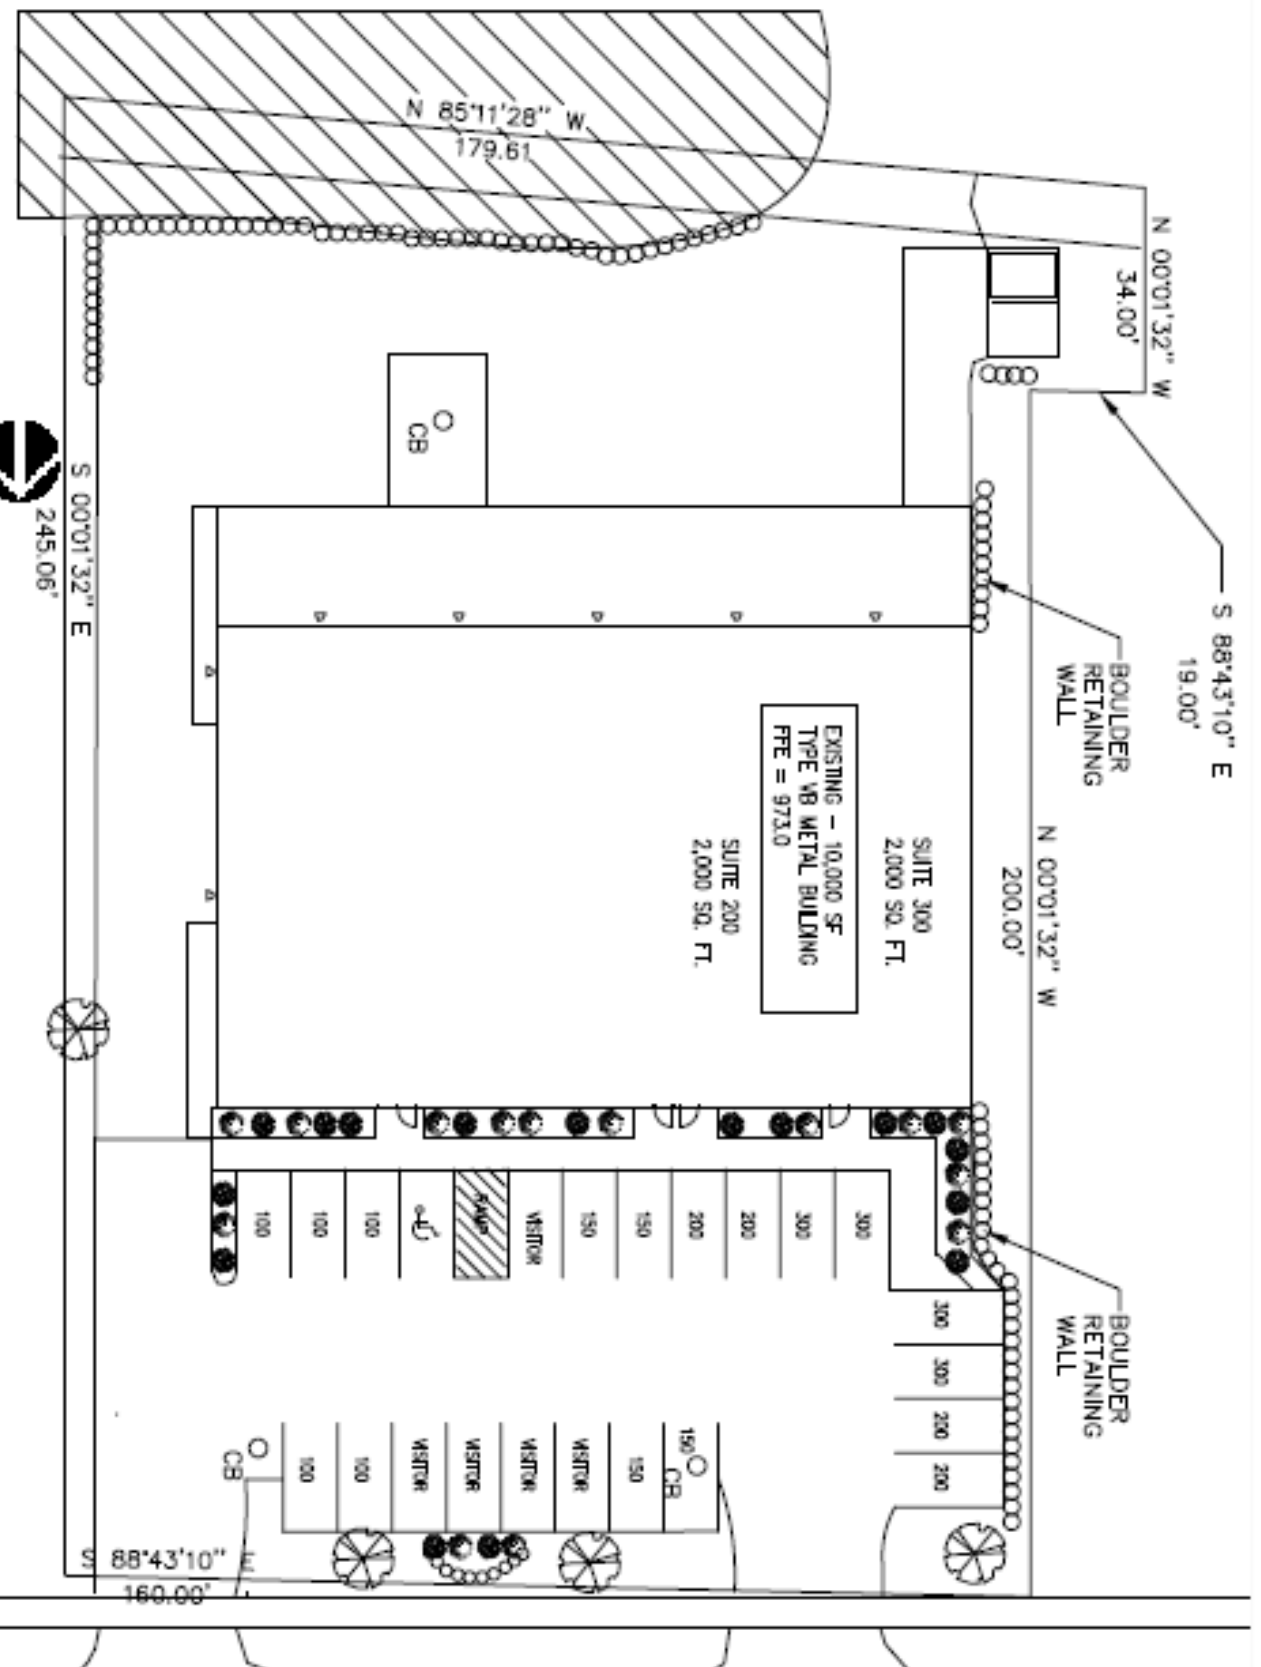 N 85°11'28" W
179.61
N 00°01'32" W
34.00'
S 88°43'10" E
19.00'
CB
S 00°01'32" E
245.06'
BOULDER
RETAINING
WALL
N 00°01'32" W
200.00'
EXISTING - 10,000 SF
TYPE VB METAL BUILDING
FFE = 973.0
SUITE 300
2,000 SQ. FT.
SUITE 200
2,000 SQ. FT.
D
D
D
D
D
D
D
100
100
100
RAMP
VISITOR
150
150
200
200
300
300
BOULDER
RETAINING
WALL
300
300
200
200
CB
100
100
VISITOR
VISITOR
VISITOR
VISITOR
150
150
CB
S 88°43'10" E
160.00'